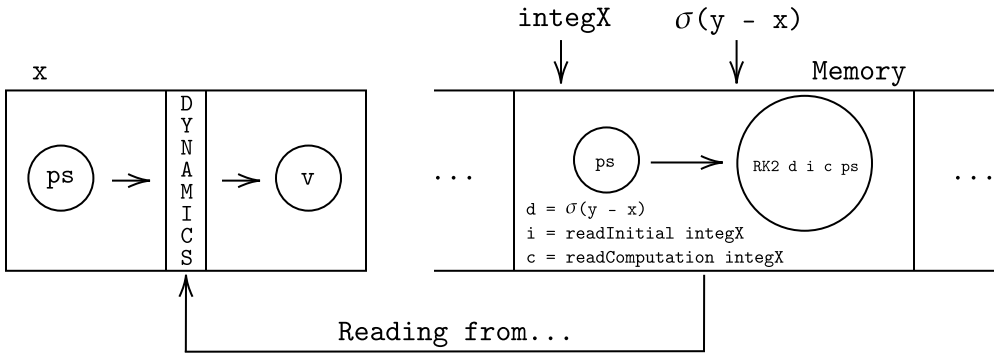 integX
σ(y - x)
x
Memory
DYNAMICS
ps
v
...
ps
RK2 d i c ps
...
d = σ(y - x)
i = readInitial integX
c = readComputation integX
Reading from...